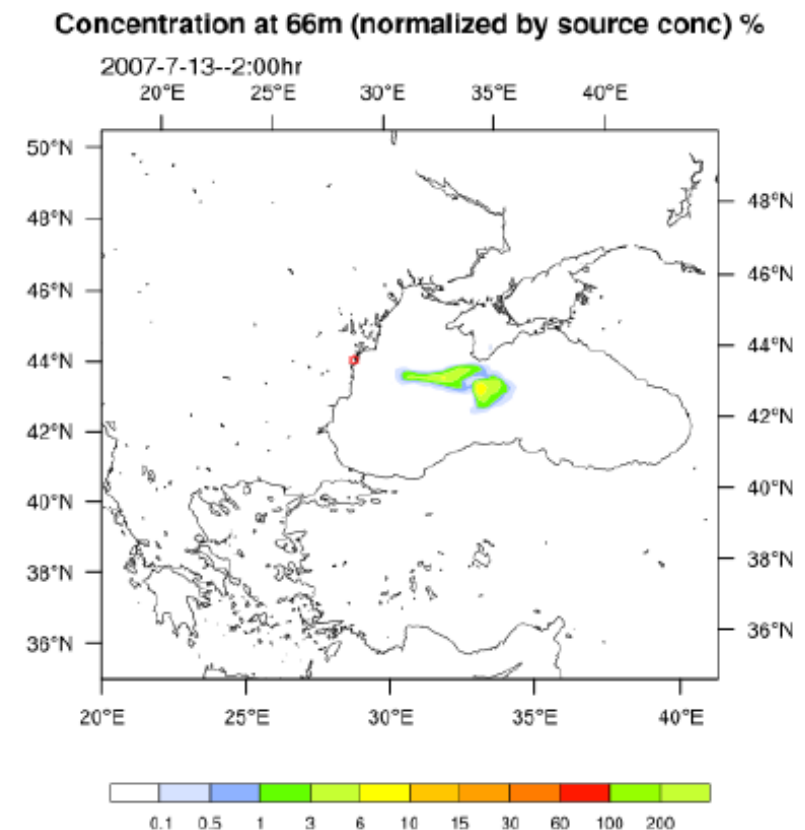 Concentration at 66m (normalized by source conc) %
2007-7-13--2:00hr
20°E 25°E 30°E 35°E 40°E
50°N
48°N 48°N
46°N 46°N
44°N 44°N
42°N 42°N
40°N 40°N
38°N 38°N
36°N 36°N
20°E 25°E 30°E 35°E 40°E
0.1 0.5 1 3 6 10 15 30 60 100 200